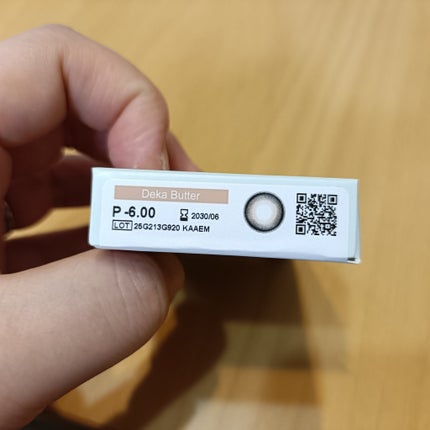 Deka Butter
P -6.00 2030/06
LOT 25G213G920 KAAEM